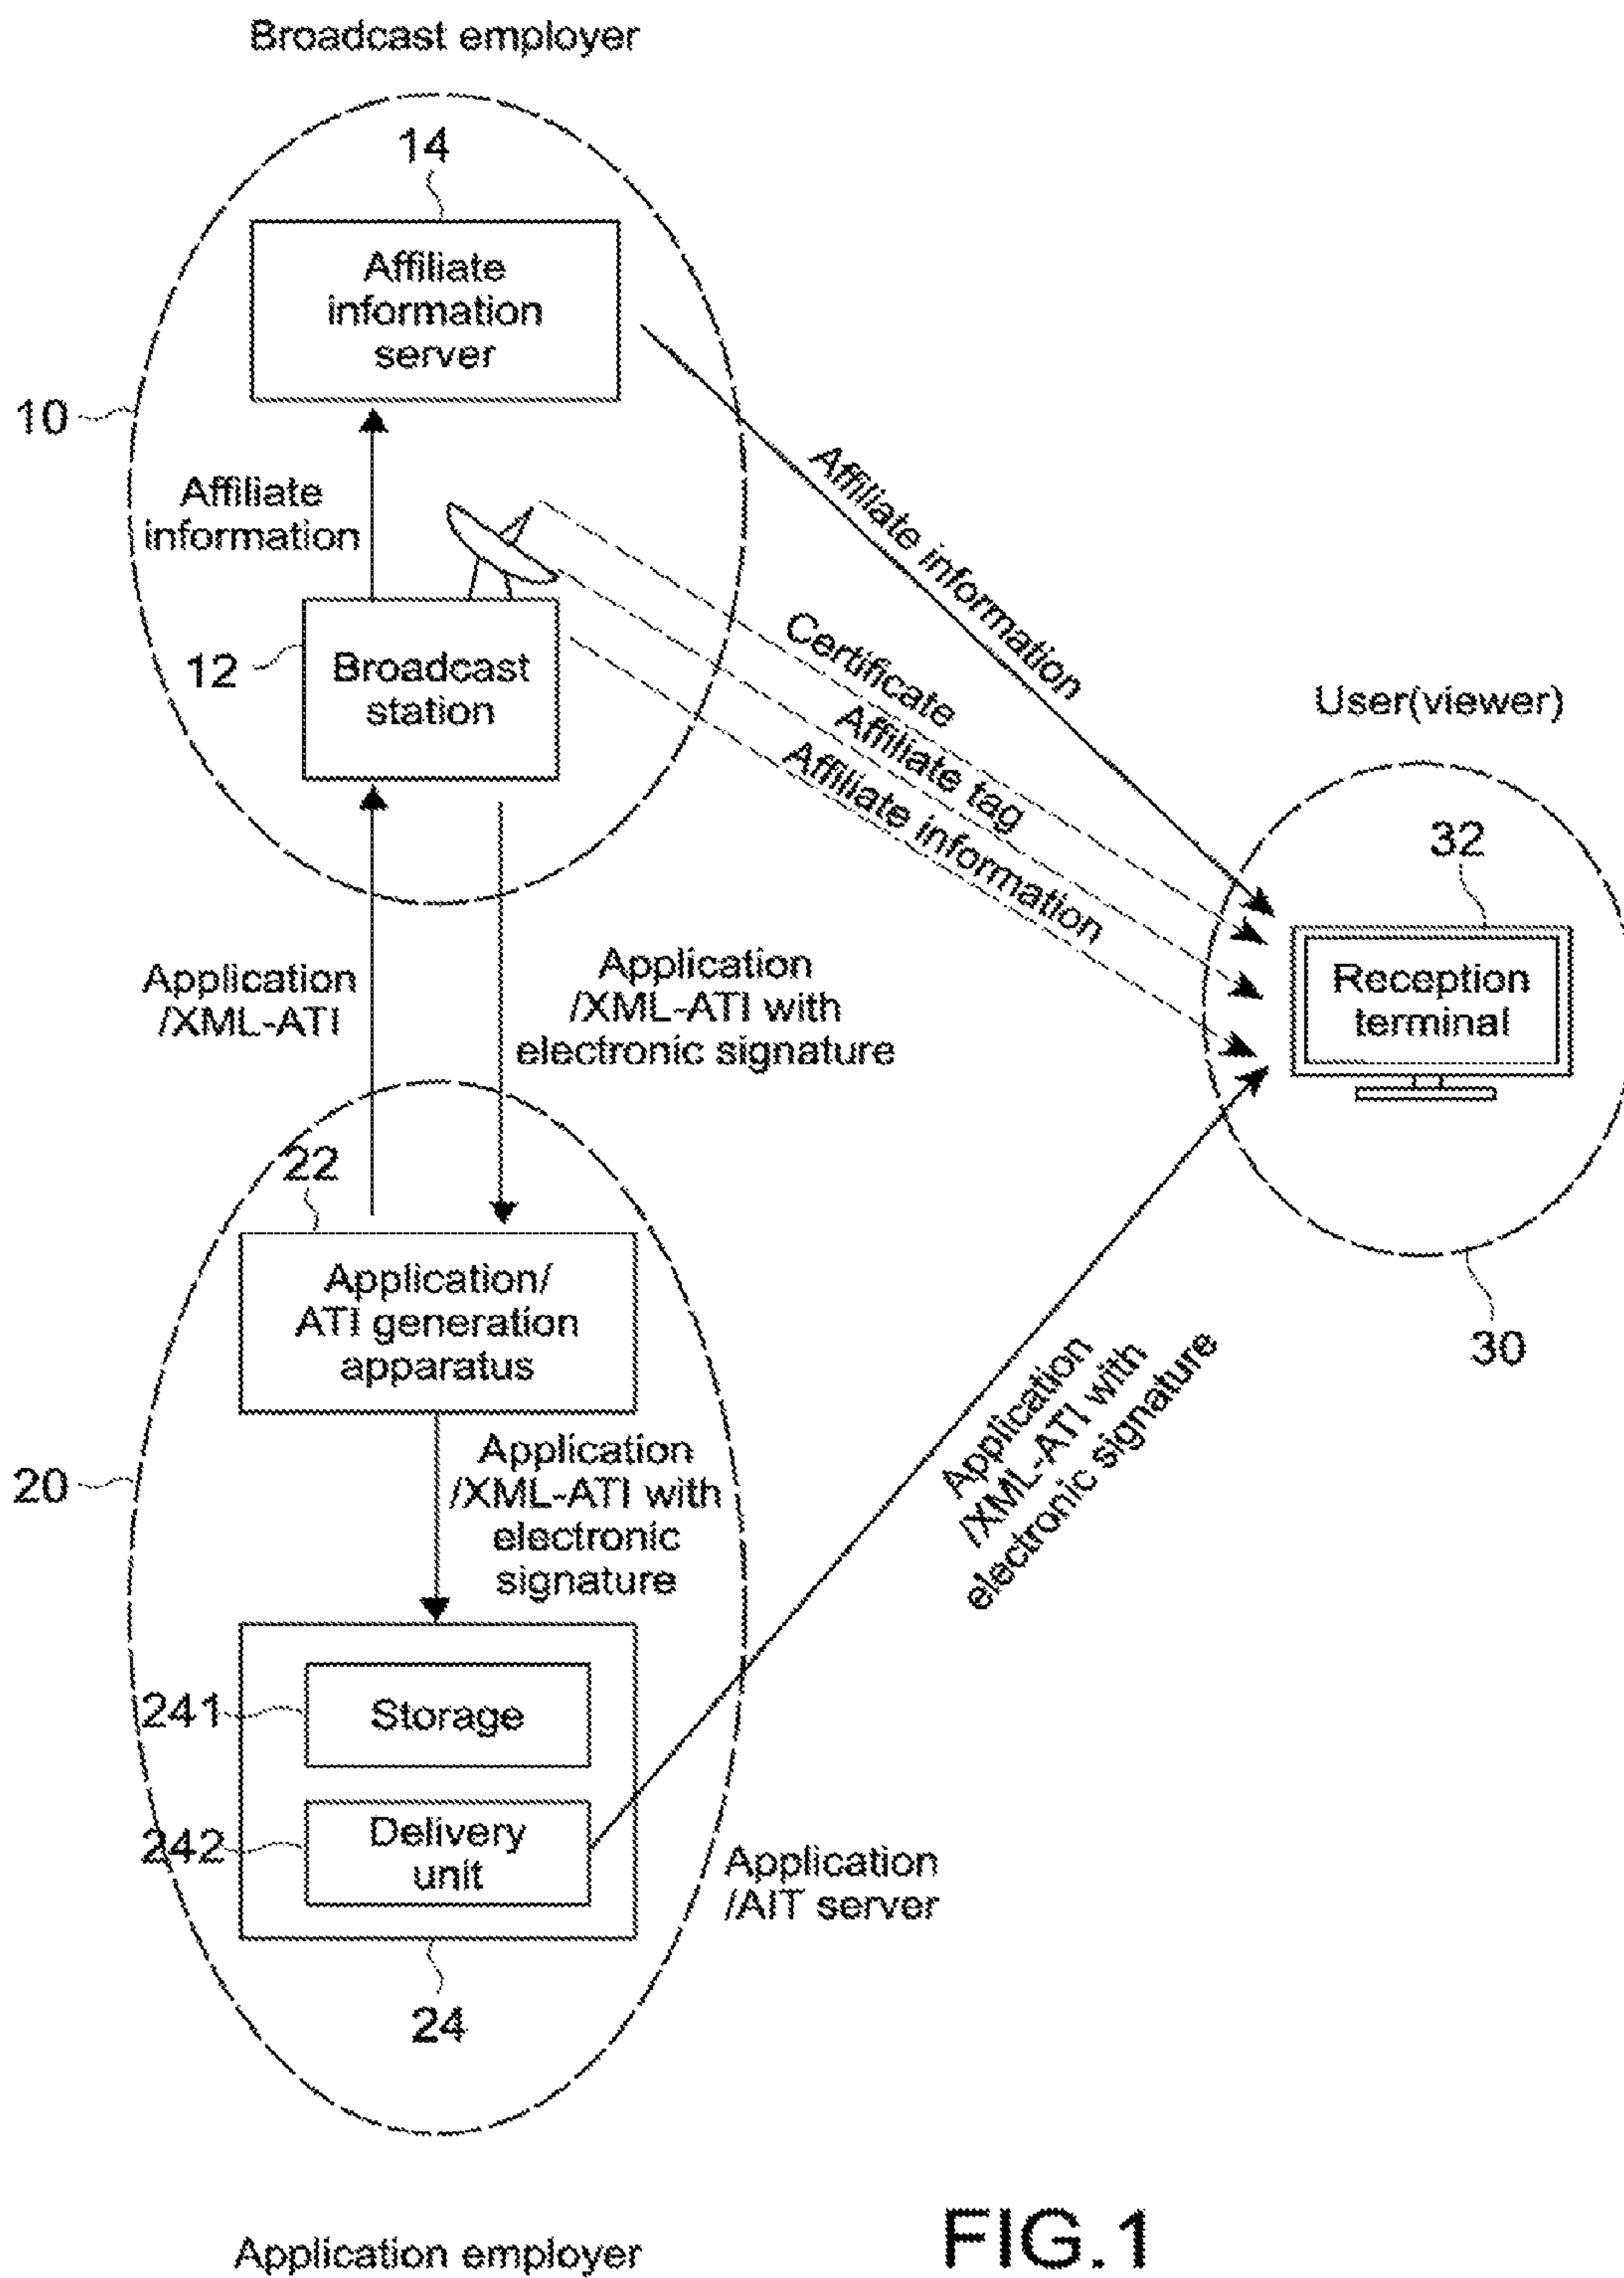 Broadcast employer
14
Affiliate
information
server
10
Affiliate
information
Affiliate information
Certificate
Affiliate tag
Affiliate information
12
Broadcast
station
User(viewer)
32
Reception
terminal
30
Application
/XML-ATI
Application
/XML-ATI with
electronic signature
22
Application/
ATI generation
apparatus
20
Application
/XML-ATI with
electronic
signature
Application
/XML-ATI with
electronic signature
241
Storage
242
Delivery
unit
Application
/AIT server
24
Application employer
FIG.1